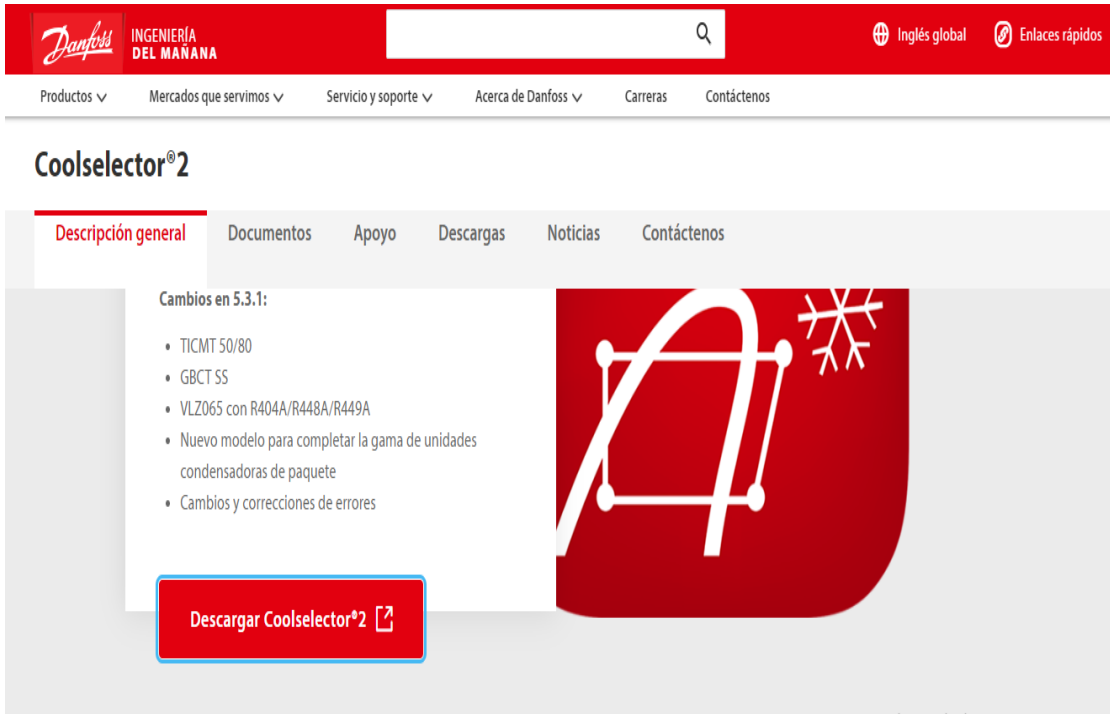 Danfoss
INGENIERÍA
DEL MAÑANA
Inglés global
Enlaces rápidos
Productos
Mercados que servimos
Servicio y soporte
Acerca de Danfoss
Carreras
Contáctenos
Coolselector®2
Descripción general
Documentos
Apoyo
Descargas
Noticias
Contáctenos
Cambios en 5.3.1:
• TICMT 50/80
• GBCT SS
• VLZ065 con R404A/R448A/R449A
• Nuevo modelo para completar la gama de unidades
condensadoras de paquete
• Cambios y correcciones de errores
Descargar Coolselector®2